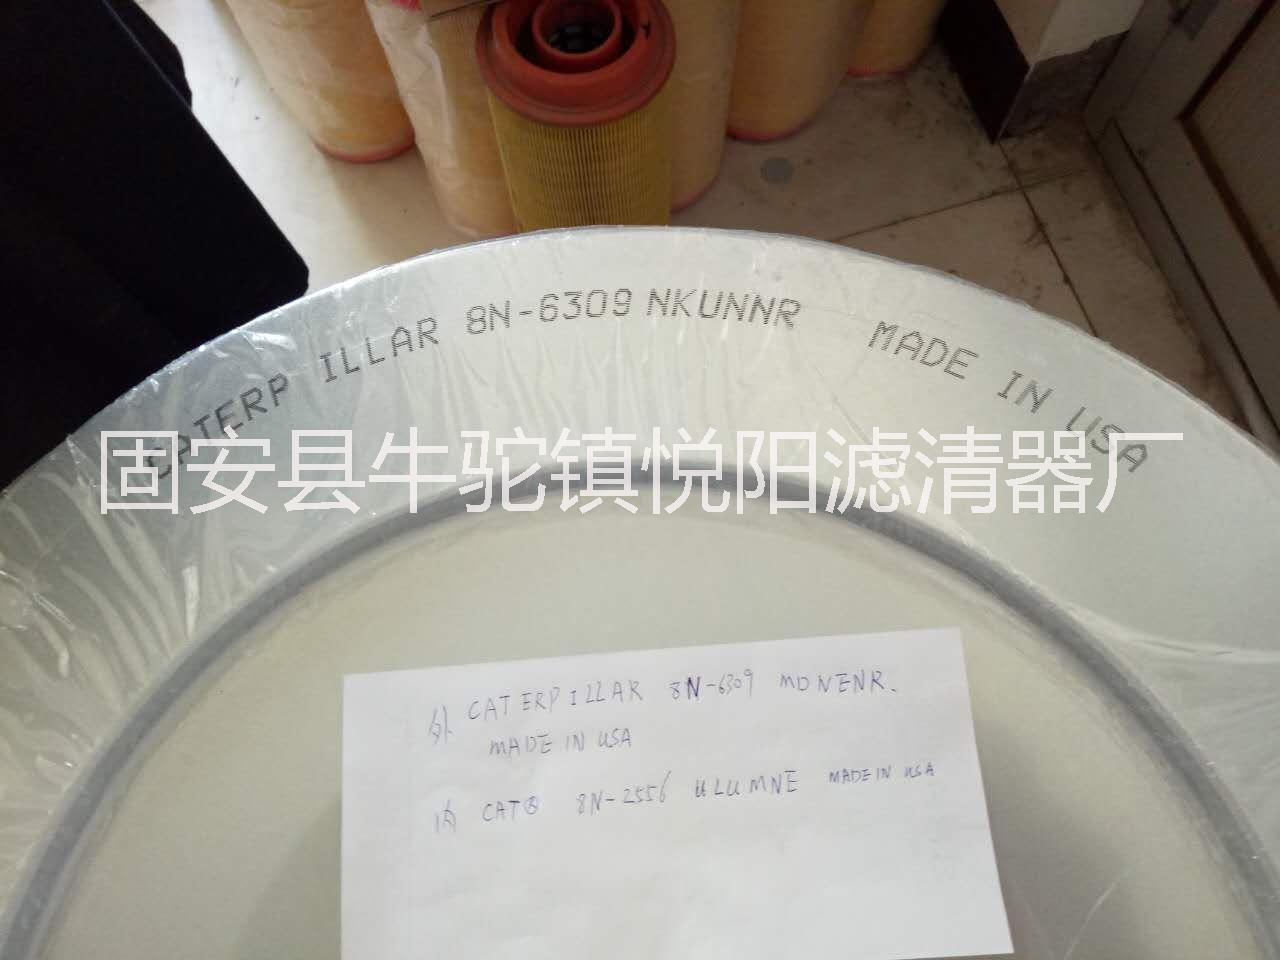 CATERP ILLAR 8N-6309 NKUNNR MADE IN USA
固安县牛驼镇悦阳滤清器厂
外 CATERPILLAR 8N-6309 MDNENR.
MADE IN USA
内 CAT® 8N-2556 ULUMNE MADE IN USA